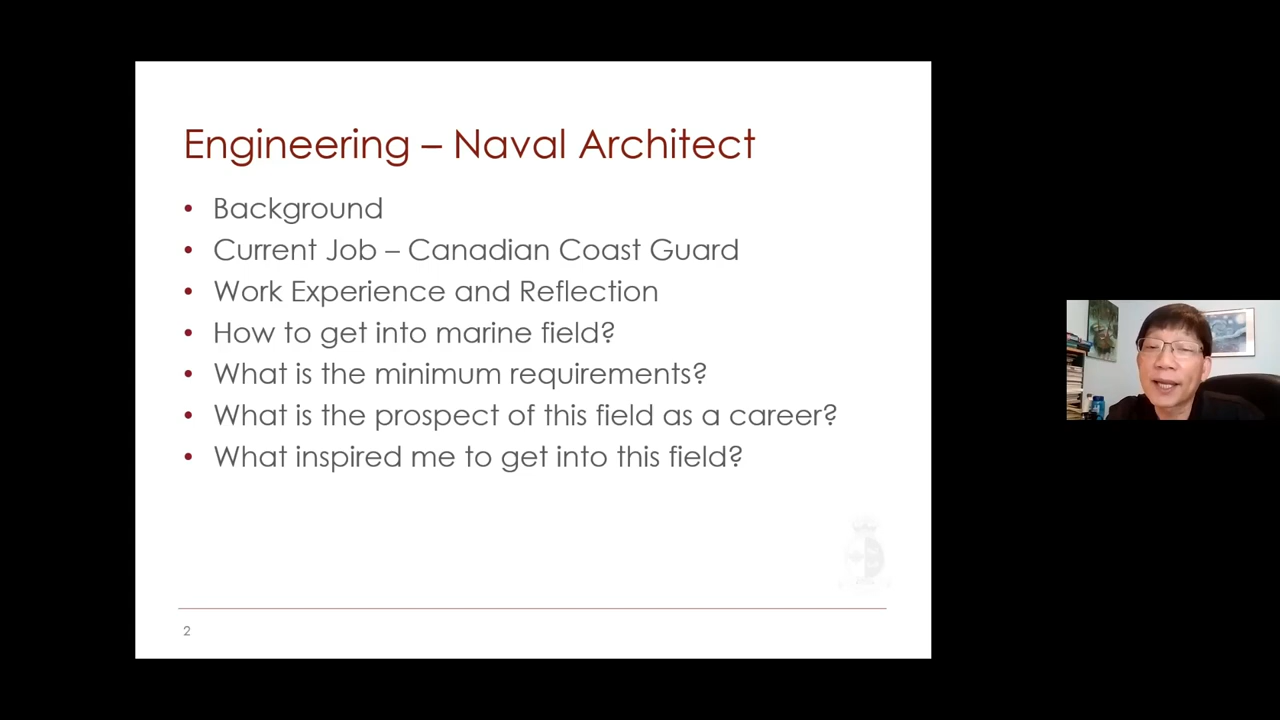 Engineering – Naval Architect
• Background
• Current Job – Canadian Coast Guard
• Work Experience and Reflection
• How to get into marine field?
• What is the minimum requirements?
• What is the prospect of this field as a career?
• What inspired me to get into this field?
2